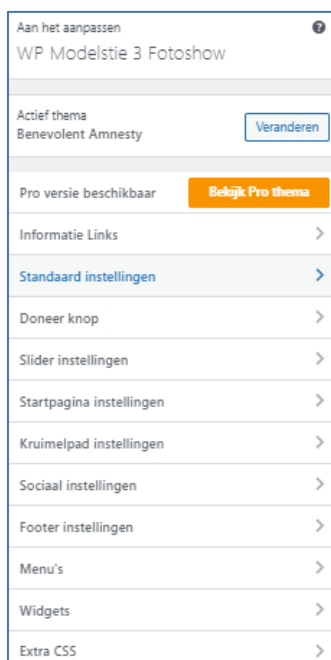 Aan het aanpassen
WP Modelstie 3 Fotoshow
Actief thema
Benevolent Amnesty
Veranderen
Pro versie beschikbaar
Bekijk Pro thema
Informatie Links
Standaard instellingen
Doneer knop
Slider instellingen
Startpagina instellingen
Kruimelpad instellingen
Sociaal instellingen
Footer instellingen
Menu's
Widgets
Extra CSS